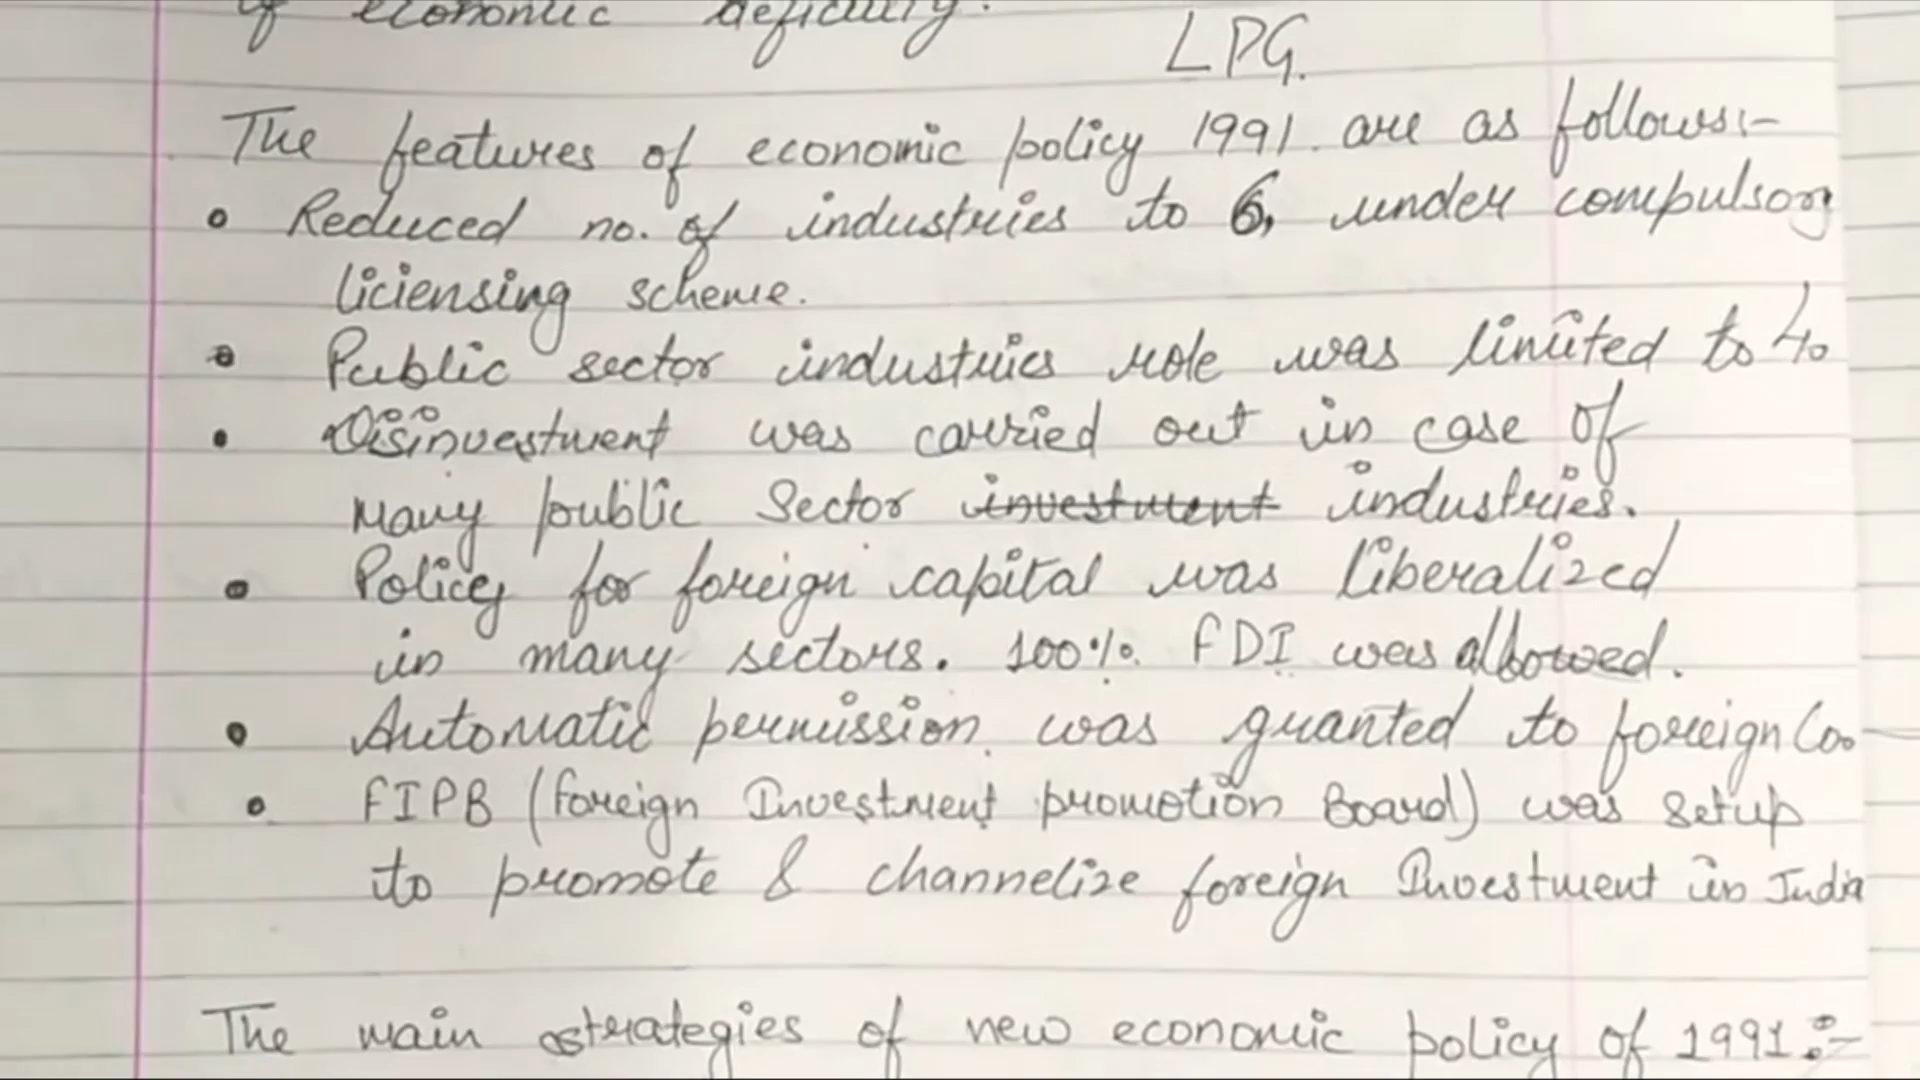 of economic deficiency.
LPG.
The features of economic policy 1991. are as follows:-
• Reduced no. of industries to 6, under compulsory
liciensing scheme.
• Public sector industries role was limited to 4.
• Disinvestment was carried out in case of
many public Sector investment industries.
• Policy for foreign capital was liberalized
in many sectors. 100% FDI was allowed.
• Automatic permission was granted to foreign Co.
• FIPB (Foreign Investment promotion Board) was setup
to promote & channelize foreign Investment in India
The main strategies of new economic policy of 1991:-